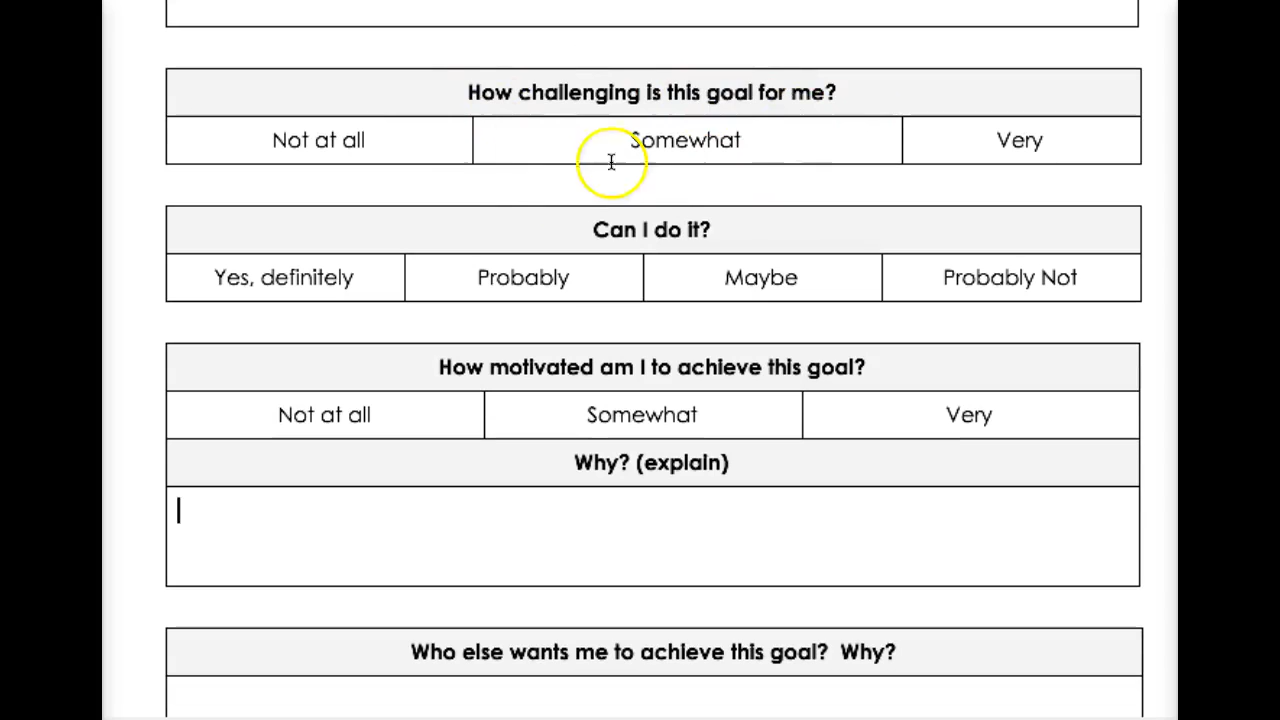 How challenging is this goal for me?
Not at all Somewhat Very
Can I do it?
Yes, definitely Probably Maybe Probably Not
How motivated am I to achieve this goal?
Not at all Somewhat Very
Why? (explain)
Who else wants me to achieve this goal?  Why?